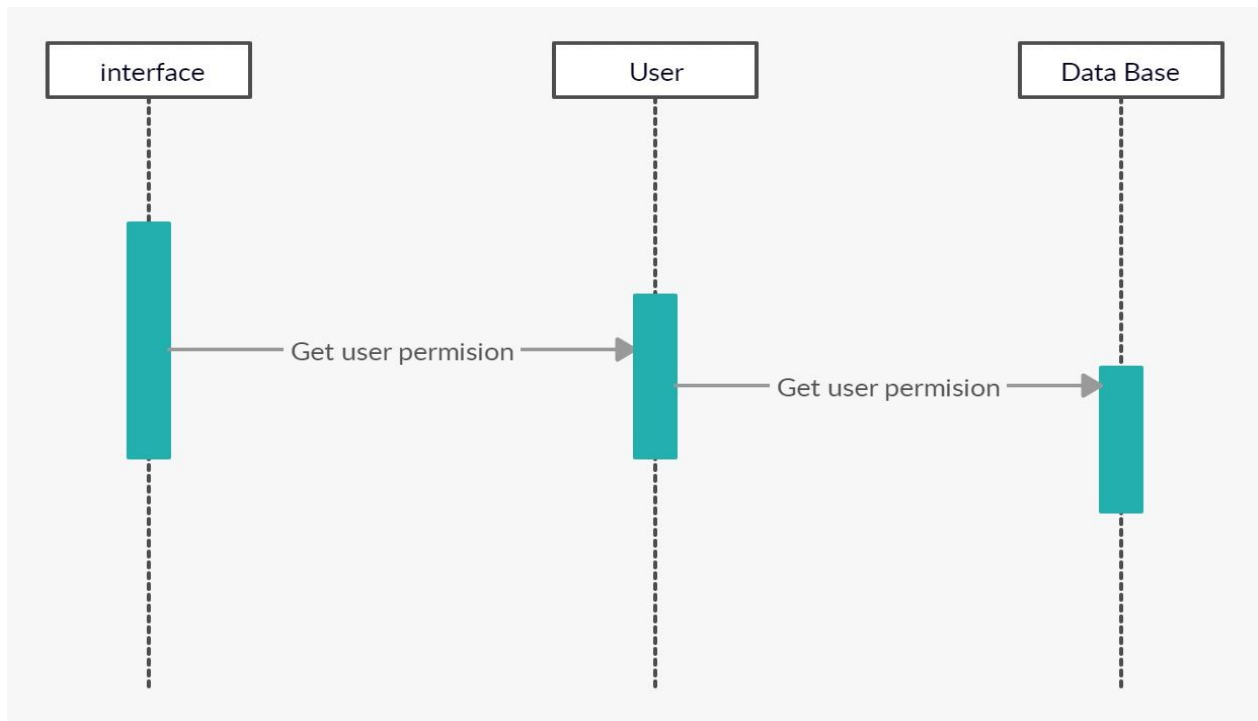 interface
User
Data Base
Get user permision
Get user permision